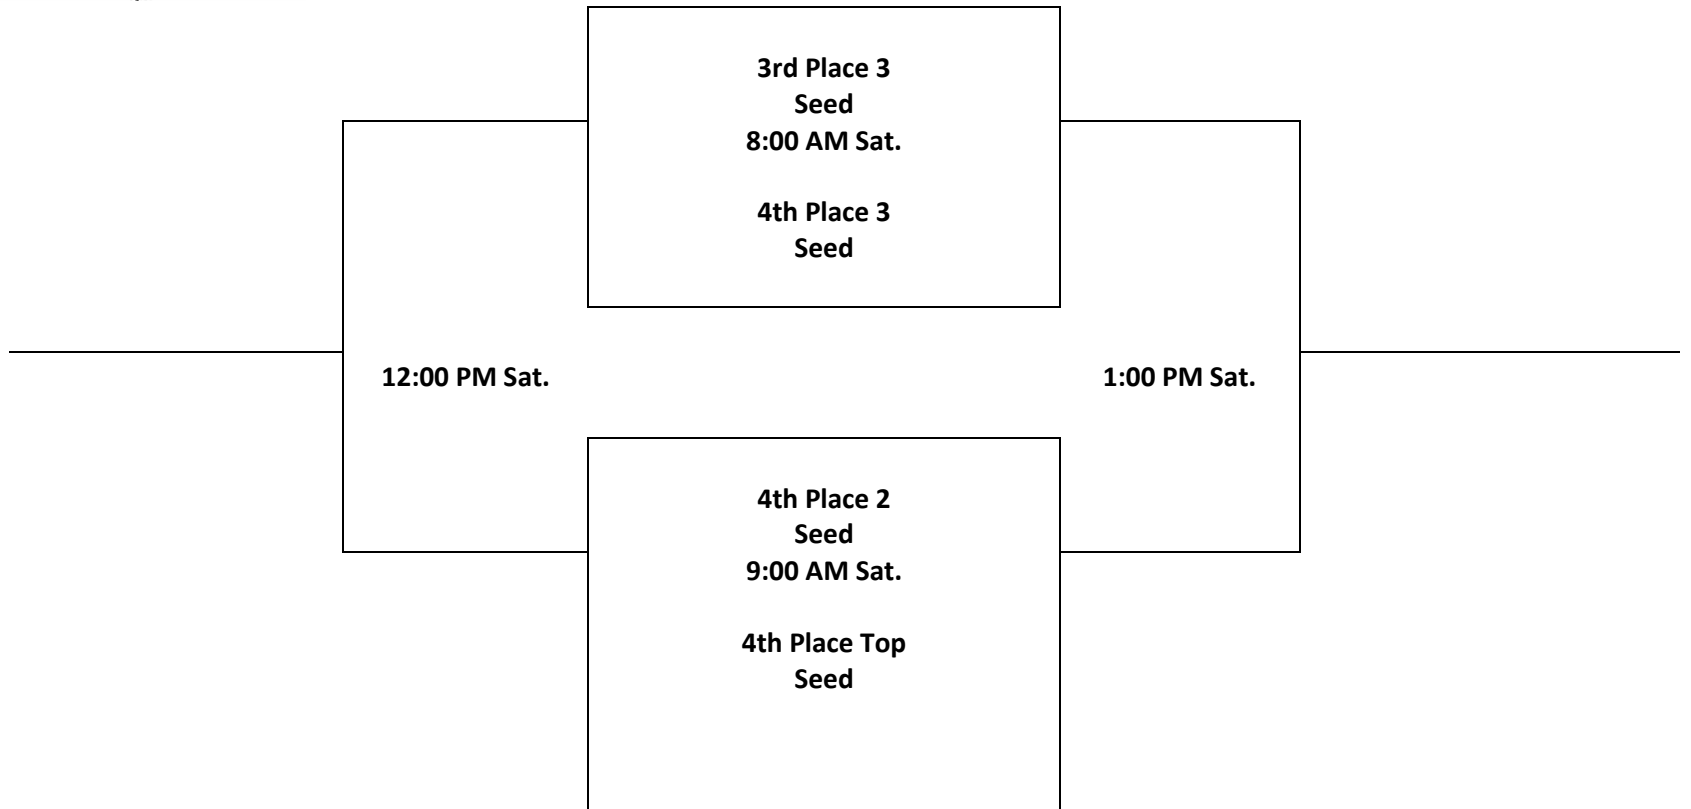 3rd Place 3
Seed
8:00 AM Sat.
4th Place 3
Seed
12:00 PM Sat.
1:00 PM Sat.
4th Place 2
Seed
9:00 AM Sat.
4th Place Top
Seed